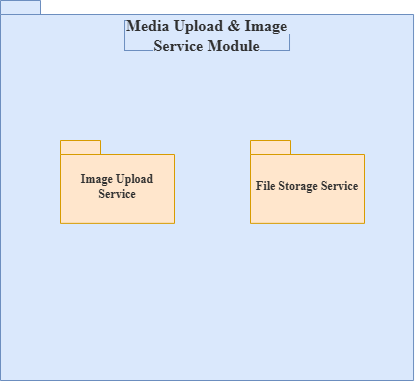 Media Upload & Image
Service Module
Image Upload
Service
File Storage Service